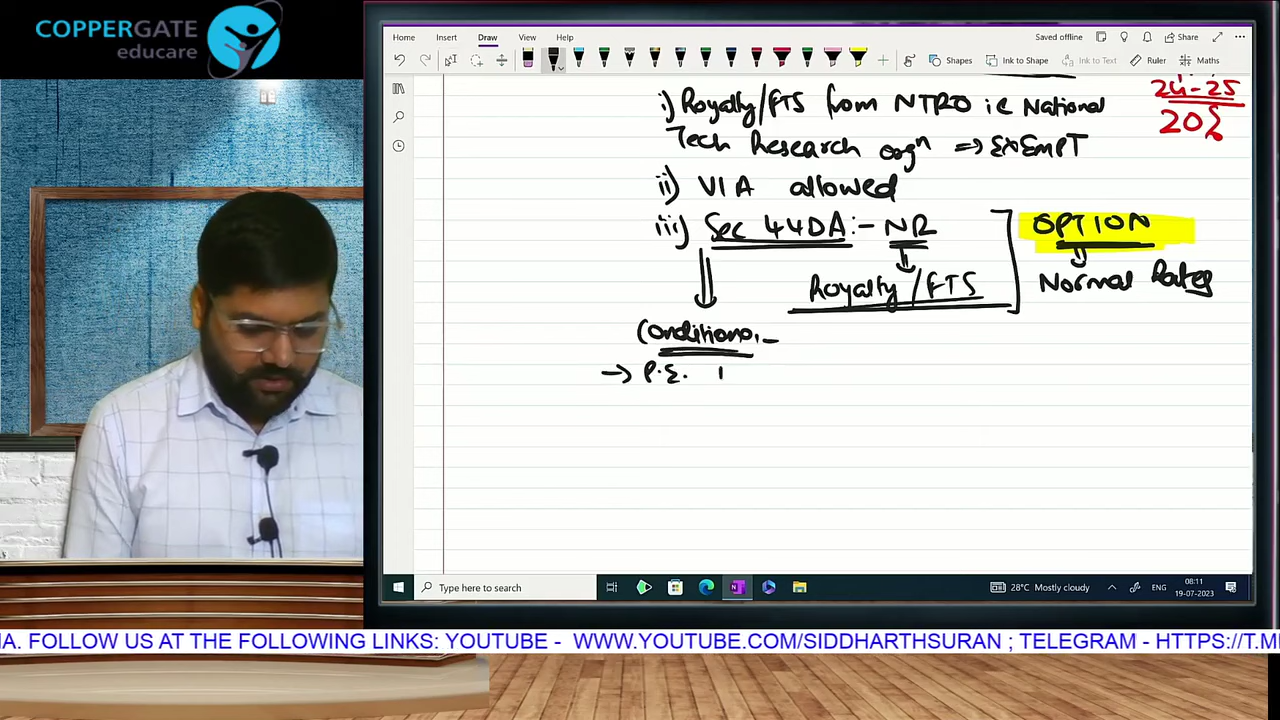 COPPERGATE
educare
Home Insert Draw View Help
Saved offline
Share
Shapes
Ink to Shape
Ink to Text
Ruler
Maths
24-25
20%
i) Royalty/FTS from NTRO i.e National
Tech Research orgn => EXEMPT
ii) VIA allowed
iii) Sec 44DA:- NR
OPTION
Royalty/FTS
Normal Rates
Conditions:-
→ P.E. I
Type here to search
28°C Mostly cloudy
ENG
08:11
19-07-2023
IA. FOLLOW US AT THE FOLLOWING LINKS: YOUTUBE - WWW.YOUTUBE.COM/SIDDHARTHSURAN ; TELEGRAM - HTTPS://T.M